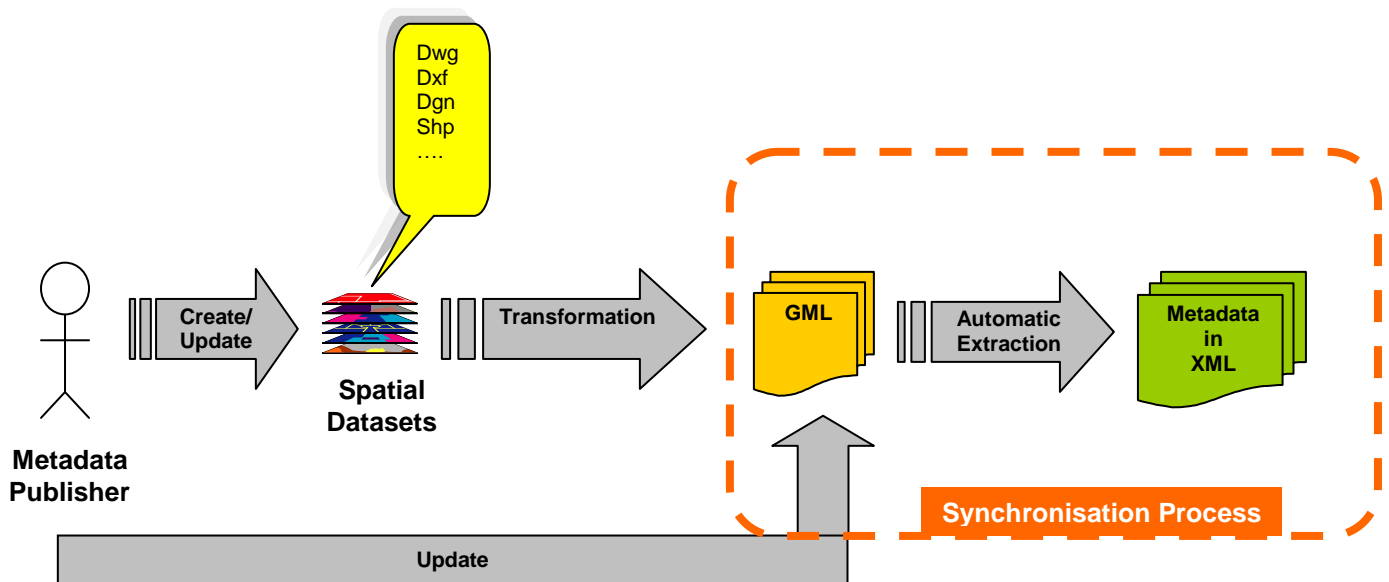 Dwg
Dxf
Dgn
Shp
....
Create/
Update
Transformation
GML
Automatic
Extraction
Metadata
in
XML
Spatial
Datasets
Metadata
Publisher
Synchronisation Process
Update